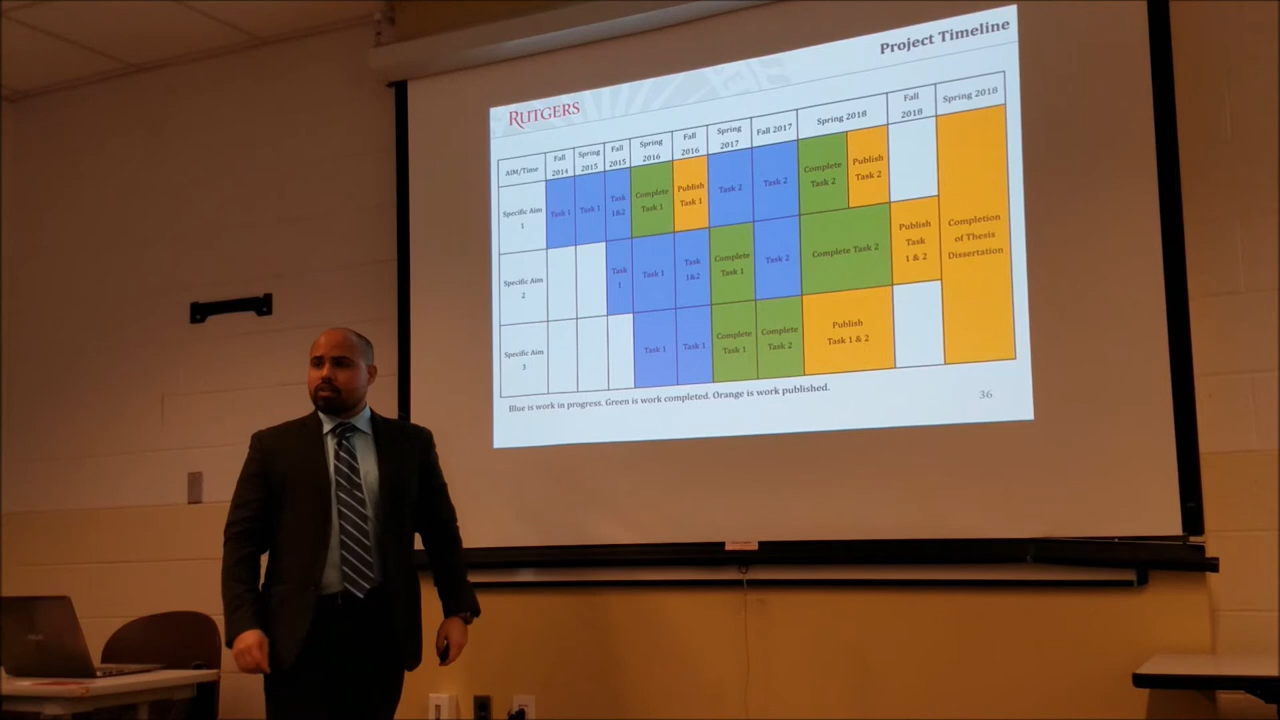 Project Timeline
RUTGERS
AIM/Time
Fall
2014
Spring
2015
Fall
2015
Spring
2016
Fall
2016
Spring
2017
Fall 2017
Spring 2018
Fall
2018
Spring 2018
Specific Aim
1
Task 1
Task 1
Task
1&2
Complete
Task 1
Publish
Task 1
Task 2
Task 2
Complete
Task 2
Publish
Task 2
Completion
of Thesis
Dissertation
Specific Aim
2
Task
1
Task 1
Task
1&2
Complete
Task 1
Task 2
Complete Task 2
Publish
Task
1 & 2
Specific Aim
3
Task 1
Task 1
Complete
Task 1
Complete
Task 2
Publish
Task 1 & 2
Blue is work in progress. Green is work completed. Orange is work published.
36